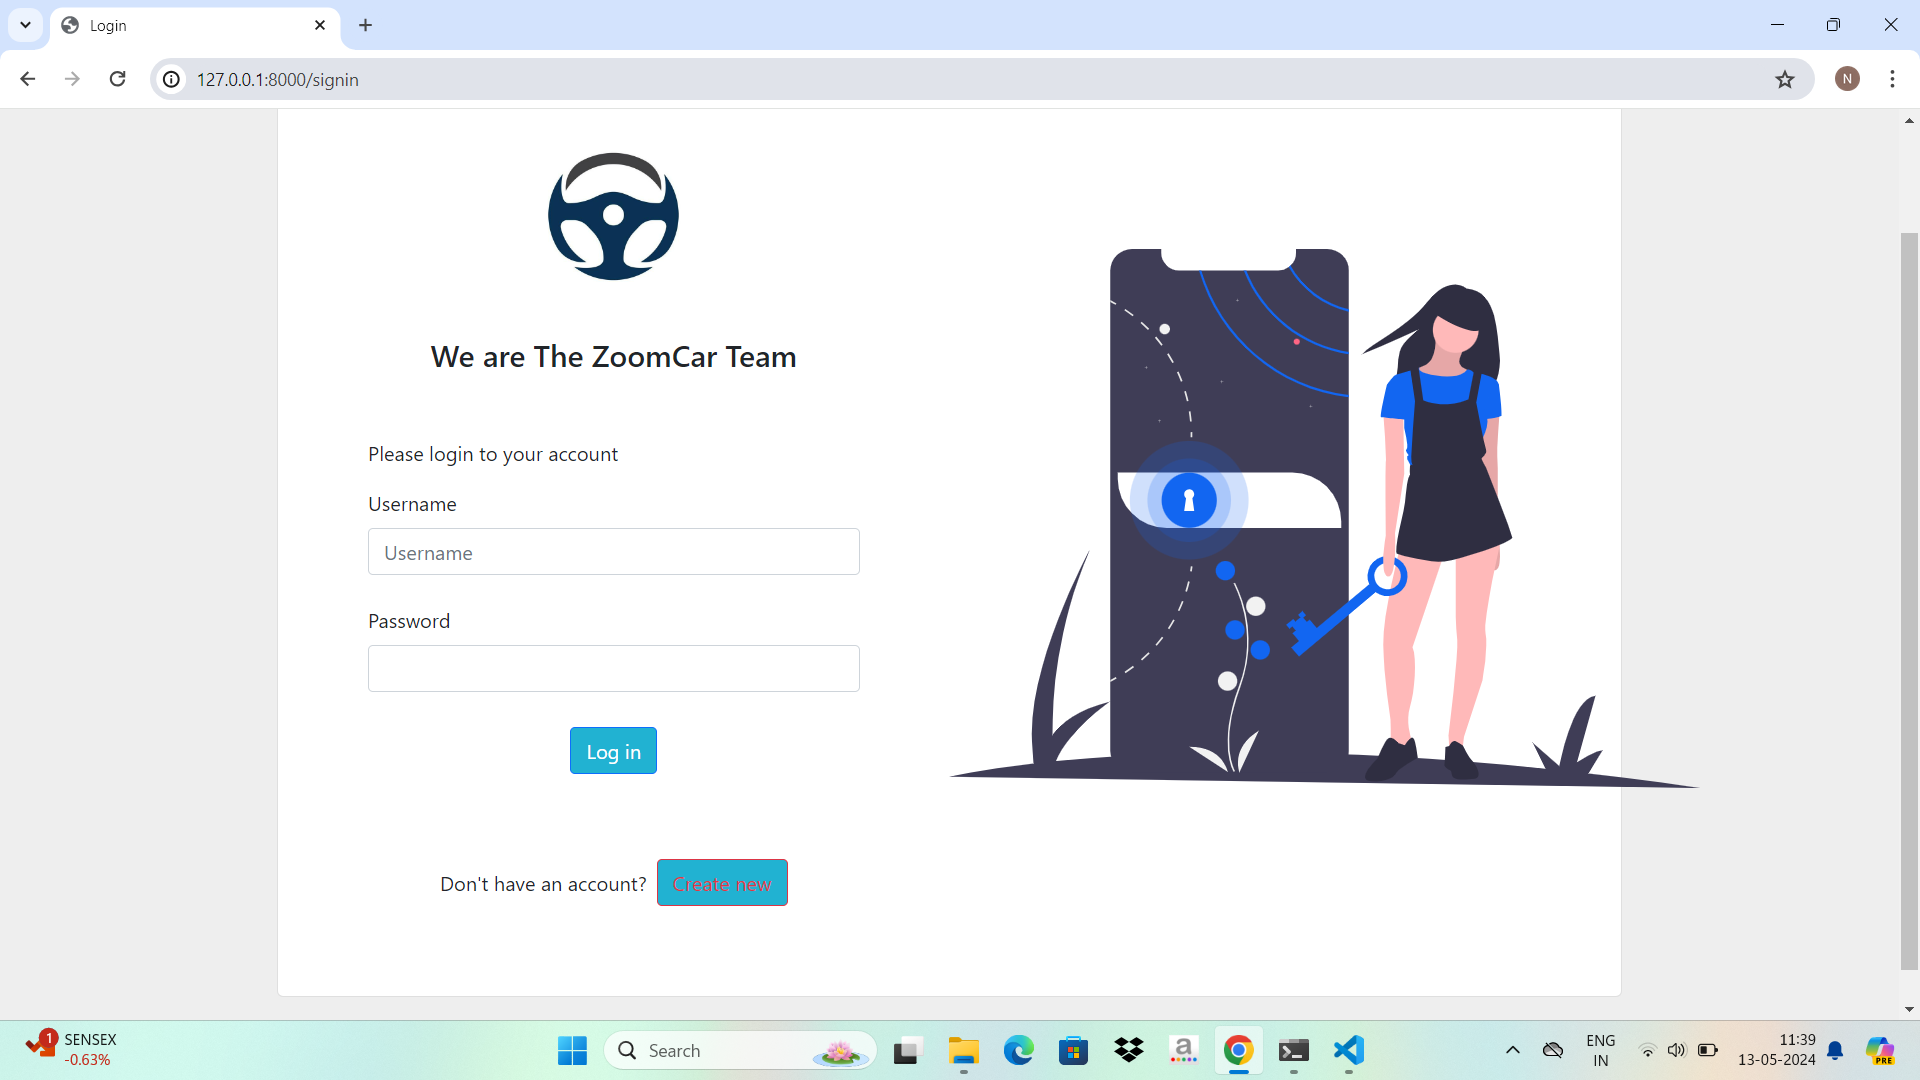 Login
127.0.0.1:8000/signin
N
We are The ZoomCar Team
Please login to your account
Username
Username
Password
Log in
Don't have an account? Create new
1
SENSEX
-0.63%
Search
a
ENG
IN
11:39
13-05-2024
PRE